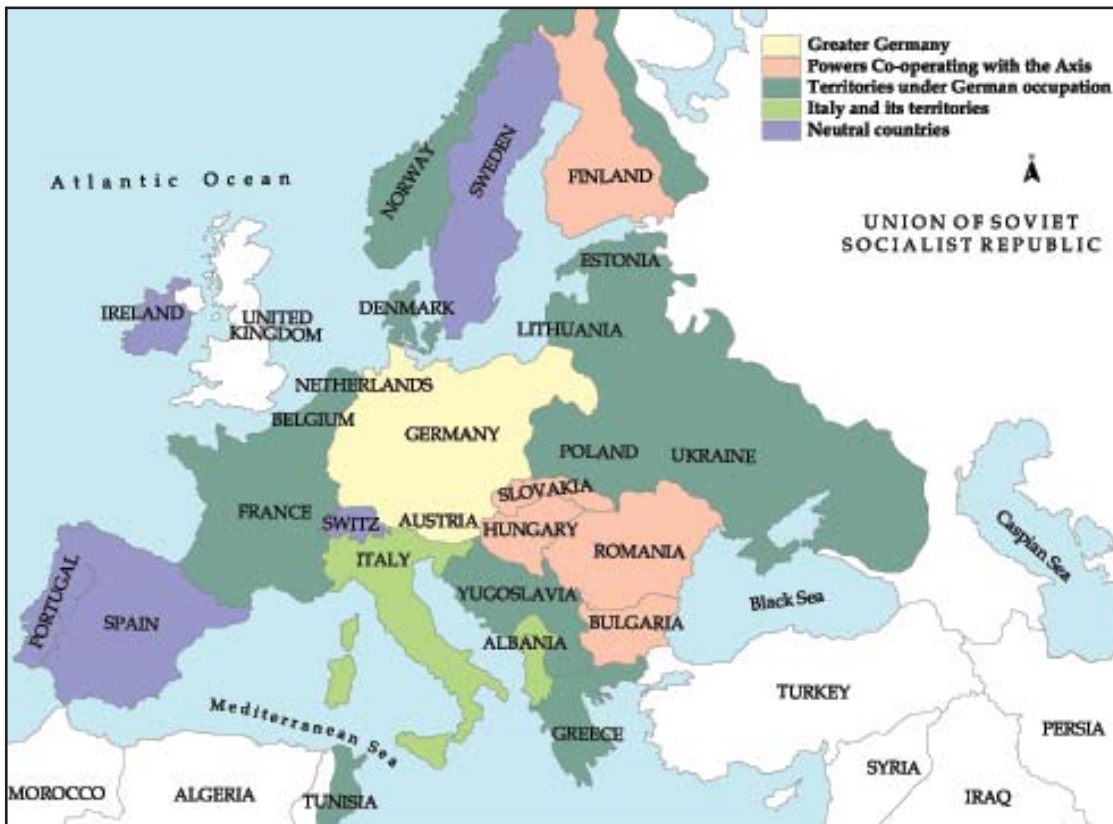 Greater Germany
Powers Co-operating with the Axis
Territories under German occupation
Italy and its territories
Neutral countries
Atlantic Ocean
NORWAY
SWEDEN
FINLAND
UNION OF SOVIET
SOCIALIST REPUBLIC
ESTONIA
IRELAND
UNITED
KINGDOM
DENMARK
LITHUANIA
NETHERLANDS
BELGIUM
GERMANY
POLAND
UKRAINE
SLOVAKIA
FRANCE
SWITZ
AUSTRIA
HUNGARY
ROMANIA
ITALY
Caspian Sea
PORTUGAL
SPAIN
YUGOSLAVIA
Black Sea
BULGARIA
ALBANIA
TURKEY
Mediterranean Sea
GREECE
PERSIA
SYRIA
MOROCCO
ALGERIA
TUNISIA
IRAQ